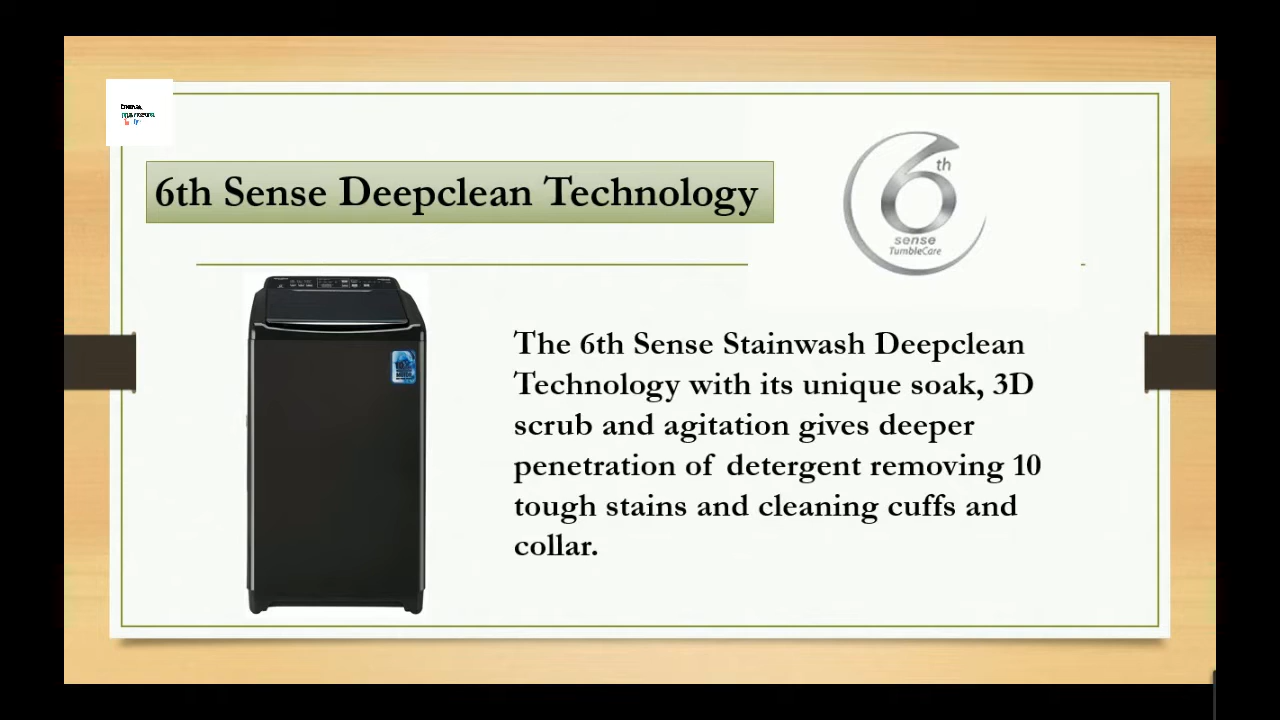 6th Sense Deepclean Technology
6th
sense
TumbleCare
The 6th Sense Stainwash Deepclean
Technology with its unique soak, 3D
scrub and agitation gives deeper
penetration of detergent removing 10
tough stains and cleaning cuffs and
collar.